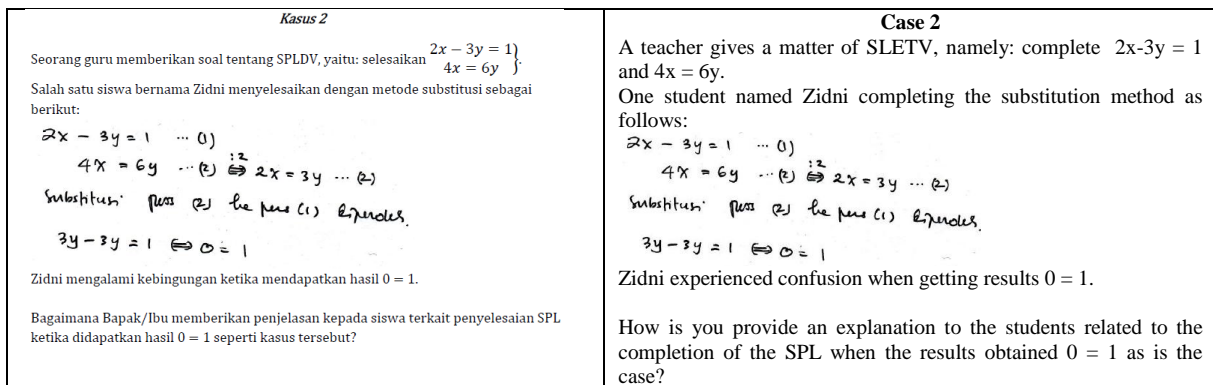 Kasus 2
Seorang guru memberikan soal tentang SPLDV, yaitu: selesaikan 2x − 3y = 1
4x = 6y }.
Salah satu siswa bernama Zidni menyelesaikan dengan metode substitusi sebagai
berikut:
2x − 3y = 1 ... (1)
4x = 6y ... (2) :2 ⇔ 2x = 3y ... (2)
Substitusi pers (2) ke pers (1) diperoleh.
3y − 3y = 1 ⇔ 0 = 1
Zidni mengalami kebingungan ketika mendapatkan hasil 0 = 1.
Bagaimana Bapak/Ibu memberikan penjelasan kepada siswa terkait penyelesaian SPL
ketika didapatkan hasil 0 = 1 seperti kasus tersebut?
Case 2
A teacher gives a matter of SLETV, namely: complete 2x-3y = 1
and 4x = 6y.
One student named Zidni completing the substitution method as
follows:
2x − 3y = 1 ... (1)
4x = 6y ... (2) :2 ⇔ 2x = 3y ... (2)
Substitusi pers (2) ke pers (1) diperoleh.
3y − 3y = 1 ⇔ 0 = 1
Zidni experienced confusion when getting results 0 = 1.
How is you provide an explanation to the students related to the
completion of the SPL when the results obtained 0 = 1 as is the
case?